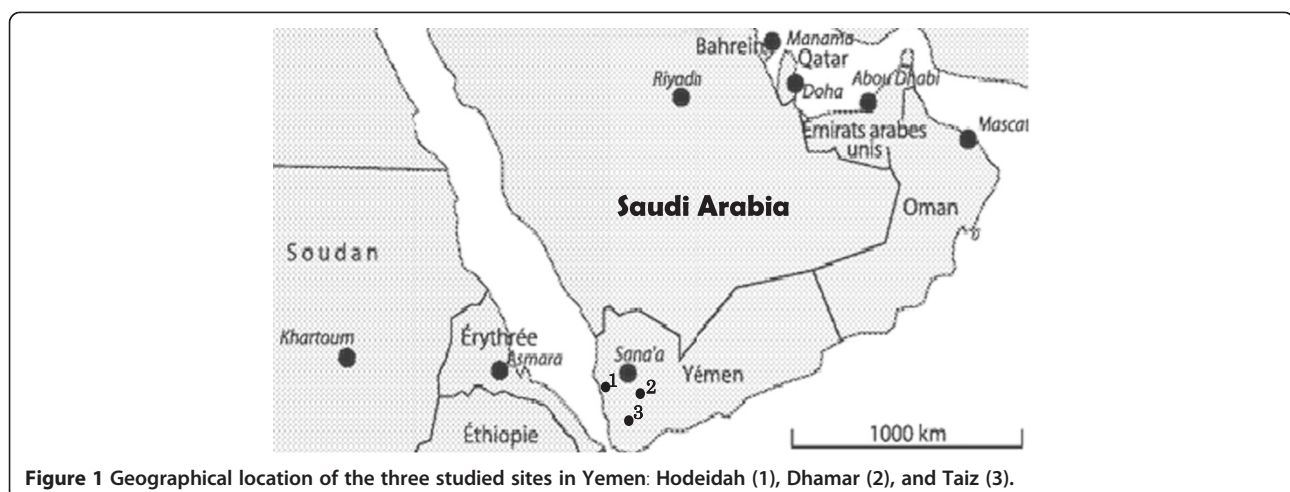 Bahrein
Manama
Qatar
Riyadh
Doha
Abou Dhabi
Émirats arabes
unis
Mascat
Saudi Arabia
Oman
Soudan
Khartoum
Érythrée
Asmara
Sana'a
Yémen
1
2
3
Éthiopie
1000 km
Figure 1 Geographical location of the three studied sites in Yemen: Hodeidah (1), Dhamar (2), and Taiz (3).